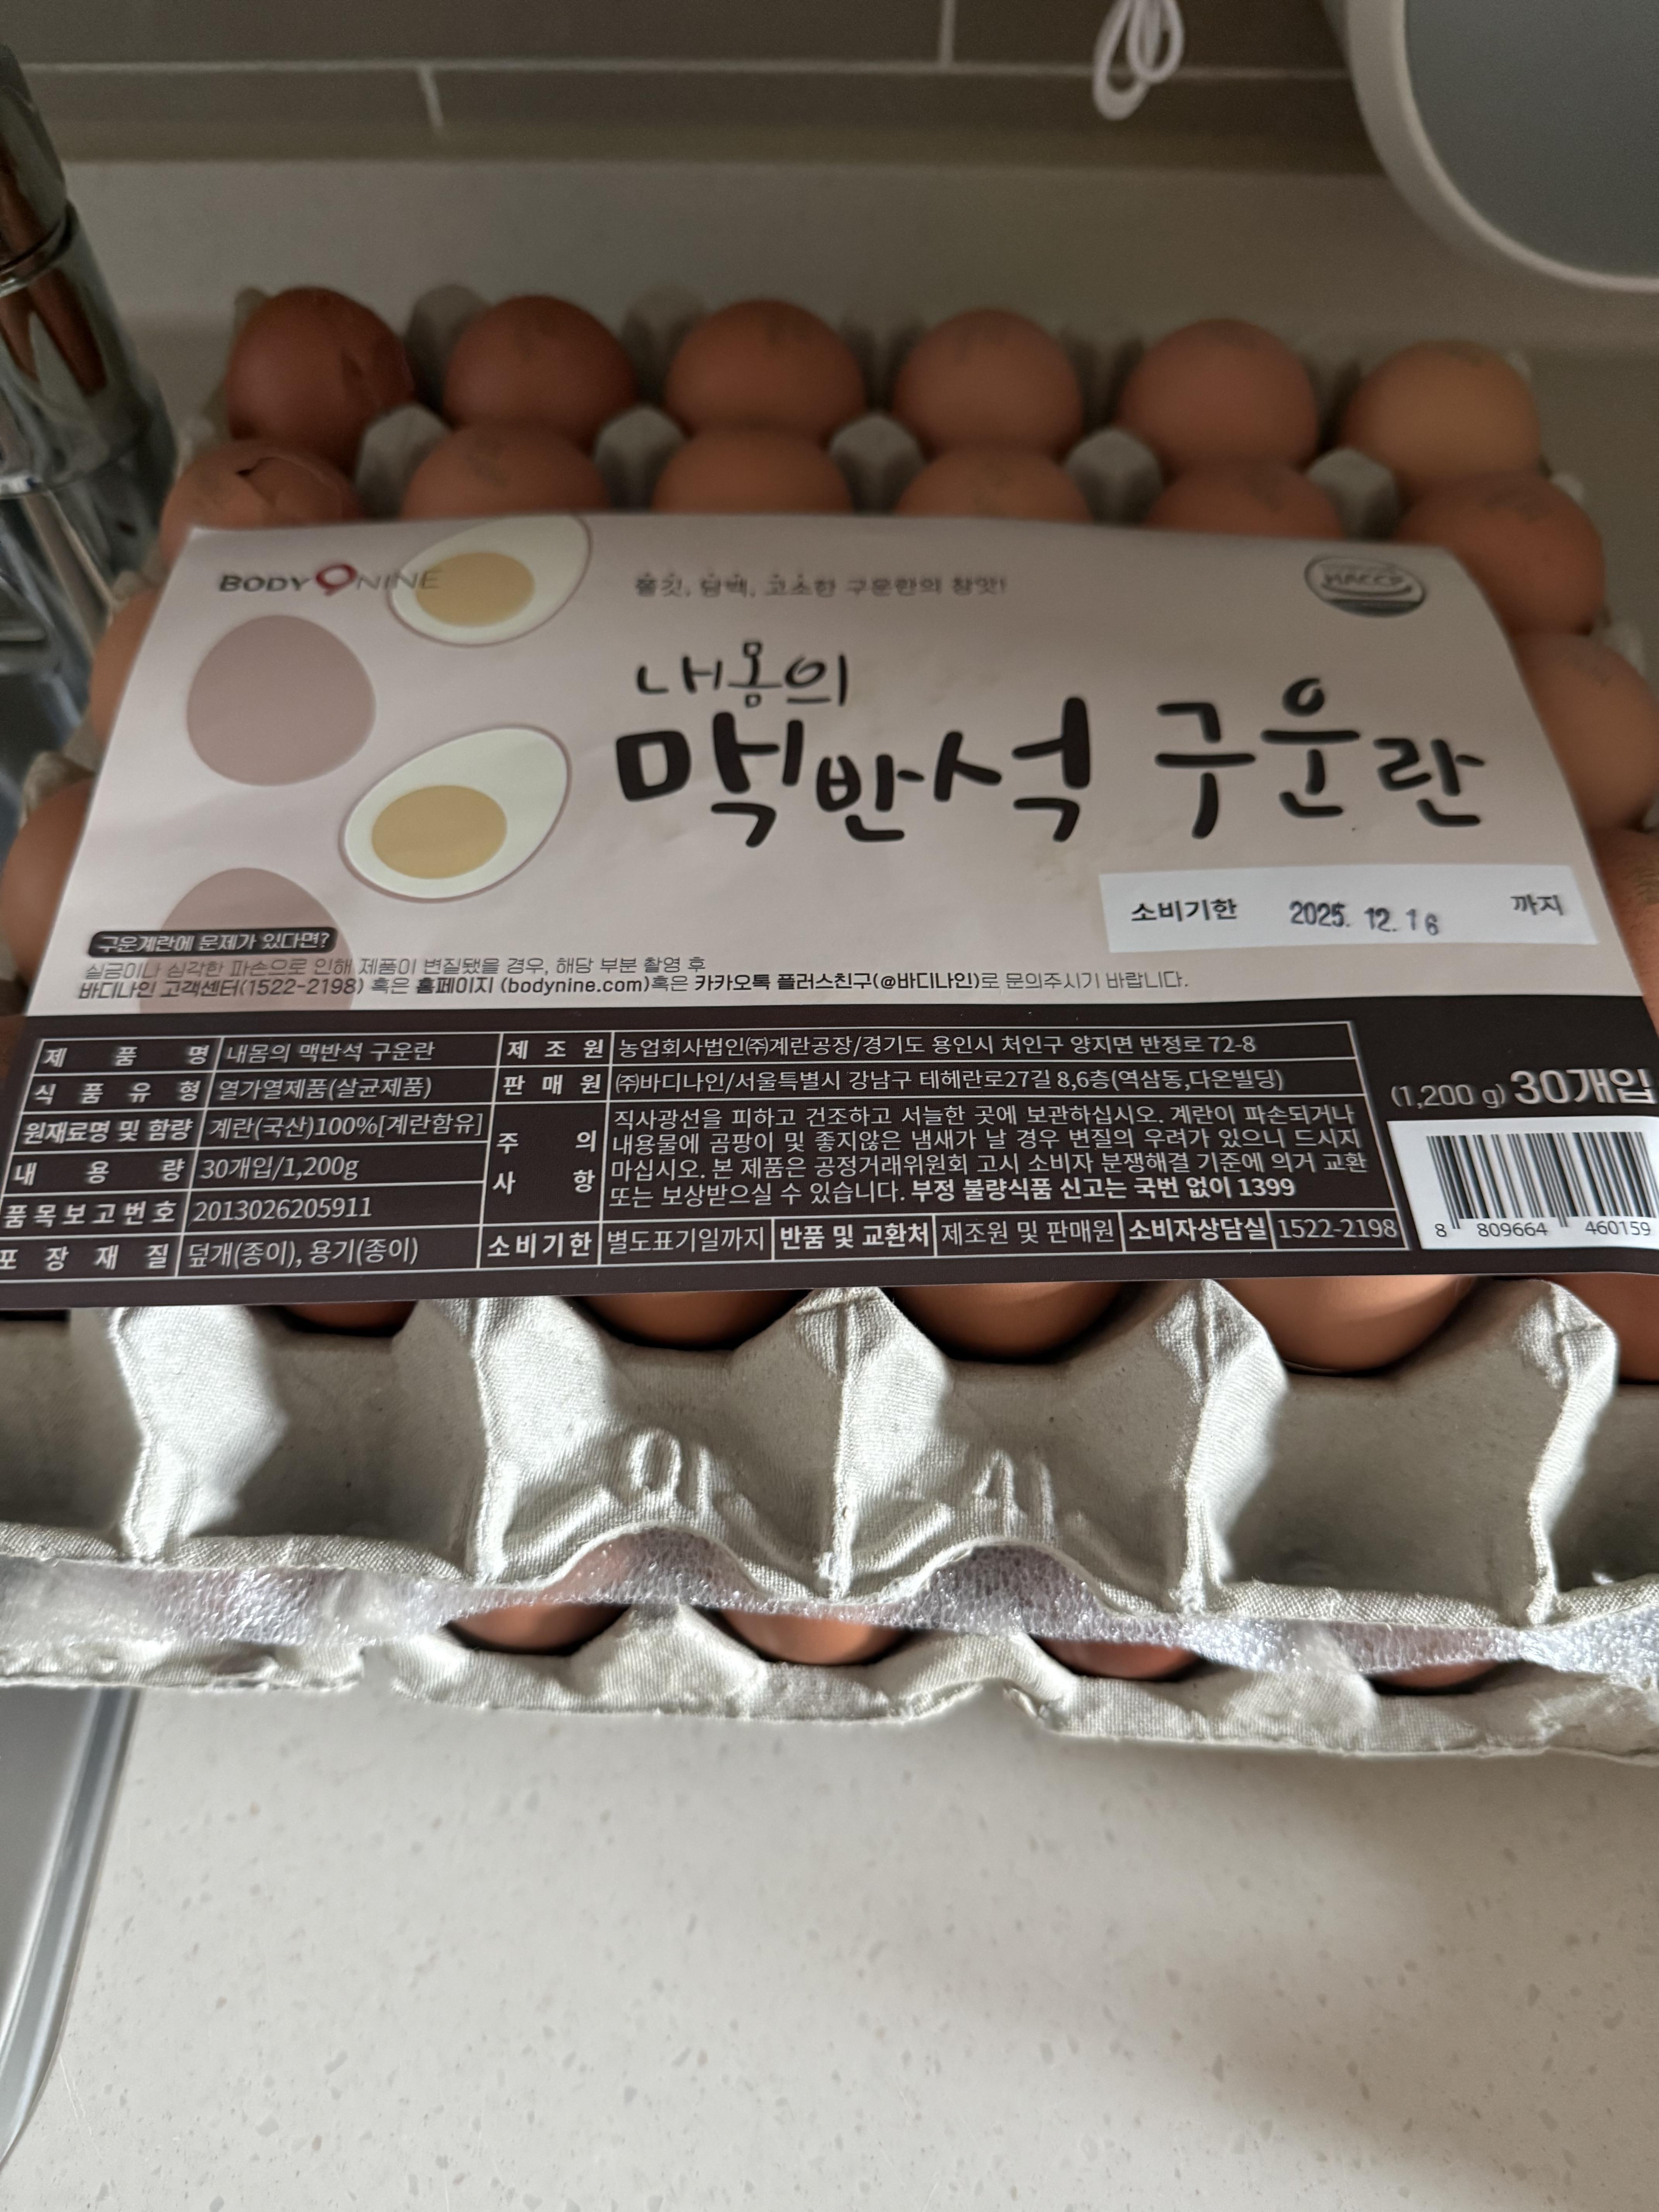 BODY 9 NINE
쫄깃, 담백, 고소한 구운란의 참맛!
HACCP
내몸의
맥반석 구운란
소비기한 2025. 12. 16 까지
구운계란에 문제가 있다면?
실금이나 심각한 파손으로 인해 제품이 변질됐을 경우, 해당 부분 촬영 후
바디나인 고객센터(1522-2198) 혹은 홈페이지 (bodynine.com)혹은 카카오톡 플러스친구(@바디나인)로 문의주시기 바랍니다.
제품명 내몸의 맥반석 구운란
식품유형 열가열제품(살균제품)
원재료명 및 함량 계란(국산)100%[계란함유]
내용량 30개입/1,200g
품목보고번호 2013026205911
포장재질 덮개(종이), 용기(종이)
제조원 농업회사법인㈜계란공장/경기도 용인시 처인구 양지면 반정로 72-8
판매원 ㈜바디나인/서울특별시 강남구 테헤란로27길 8,6층(역삼동,다온빌딩)
주의사항
직사광선을 피하고 건조하고 서늘한 곳에 보관하십시오. 계란이 파손되거나
내용물에 곰팡이 및 좋지않은 냄새가 날 경우 변질의 우려가 있으니 드시지
마십시오. 본 제품은 공정거래위원회 고시 소비자 분쟁해결 기준에 의거 교환
또는 보상받으실 수 있습니다. 부정 불량식품 신고는 국번 없이 1399
소비기한 별도표기일까지 반품 및 교환처 제조원 및 판매원 소비자상담실 1522-2198
(1,200 g) 30개입
8 809664 460159